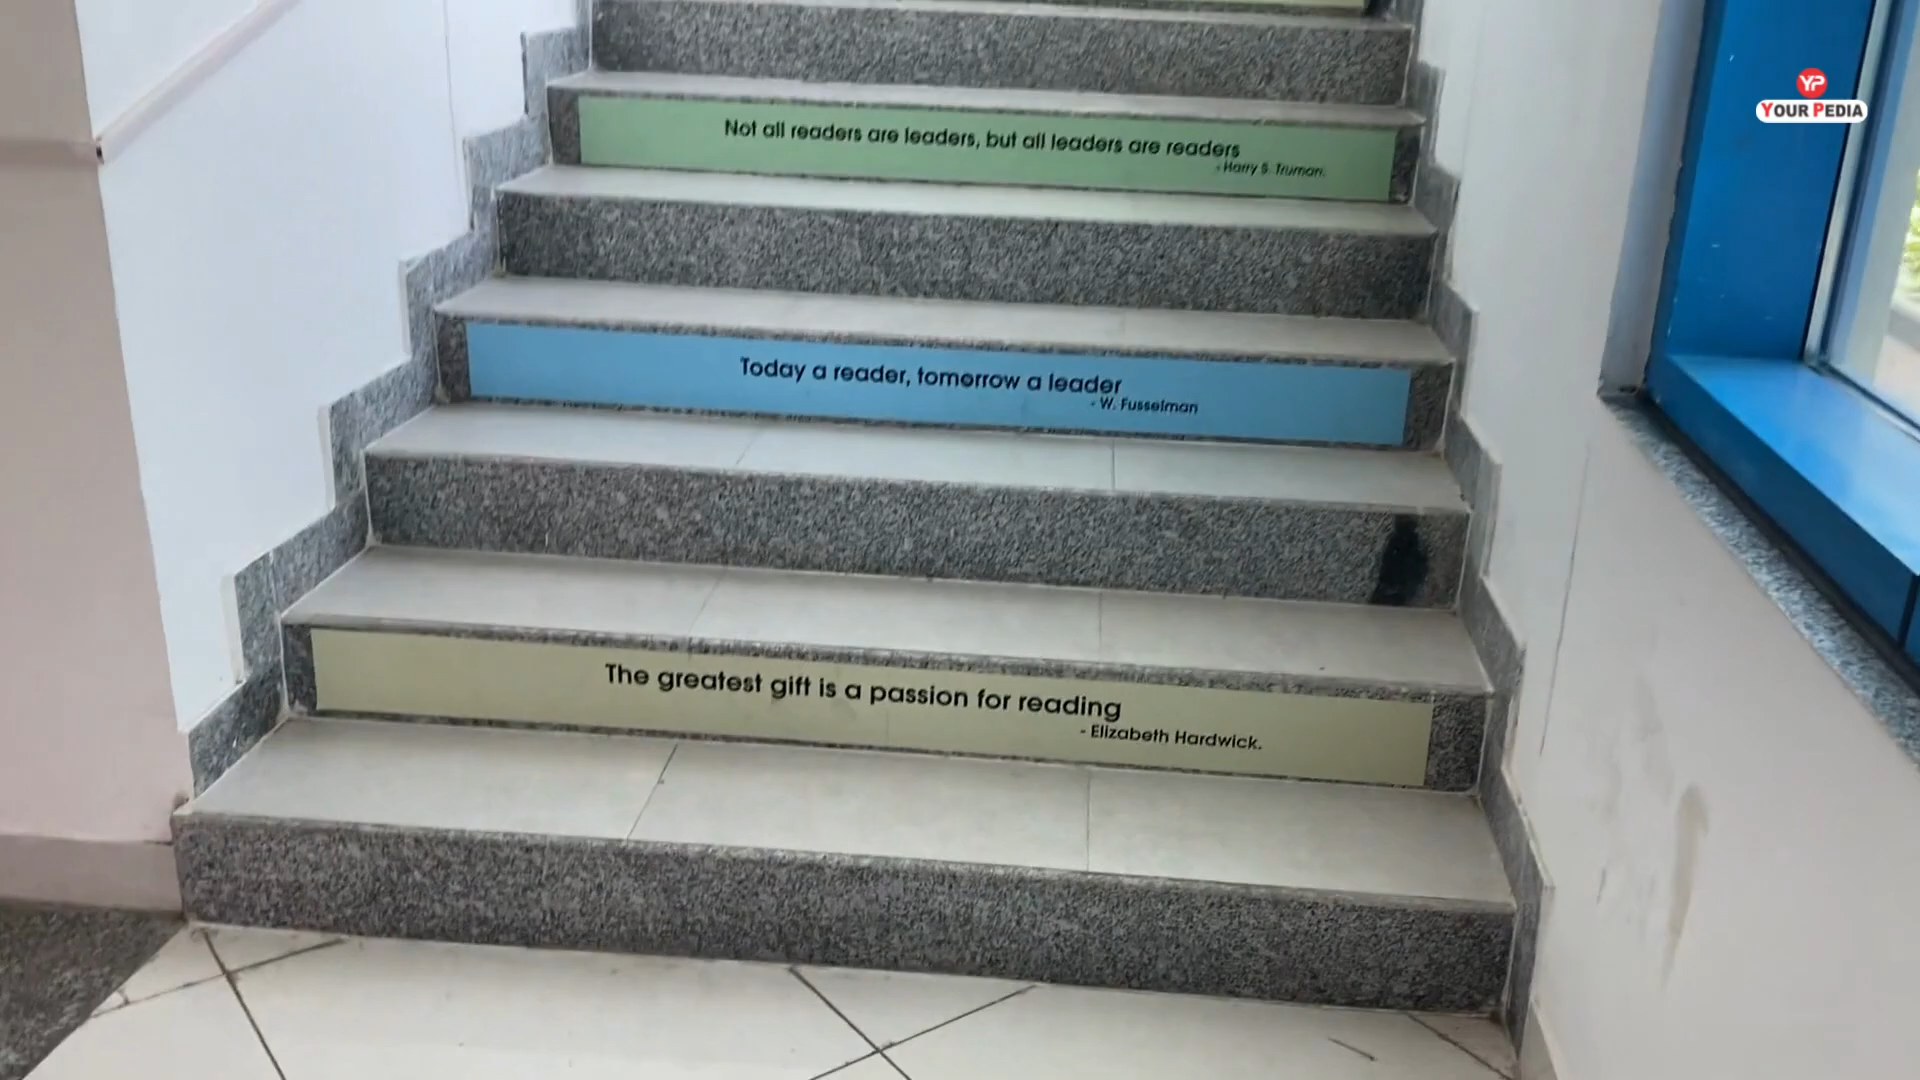 YP
YOUR PEDIA
Not all readers are leaders, but all leaders are readers
- Harry S. Truman.
Today a reader, tomorrow a leader
- W. Fusselman
The greatest gift is a passion for reading
- Elizabeth Hardwick.